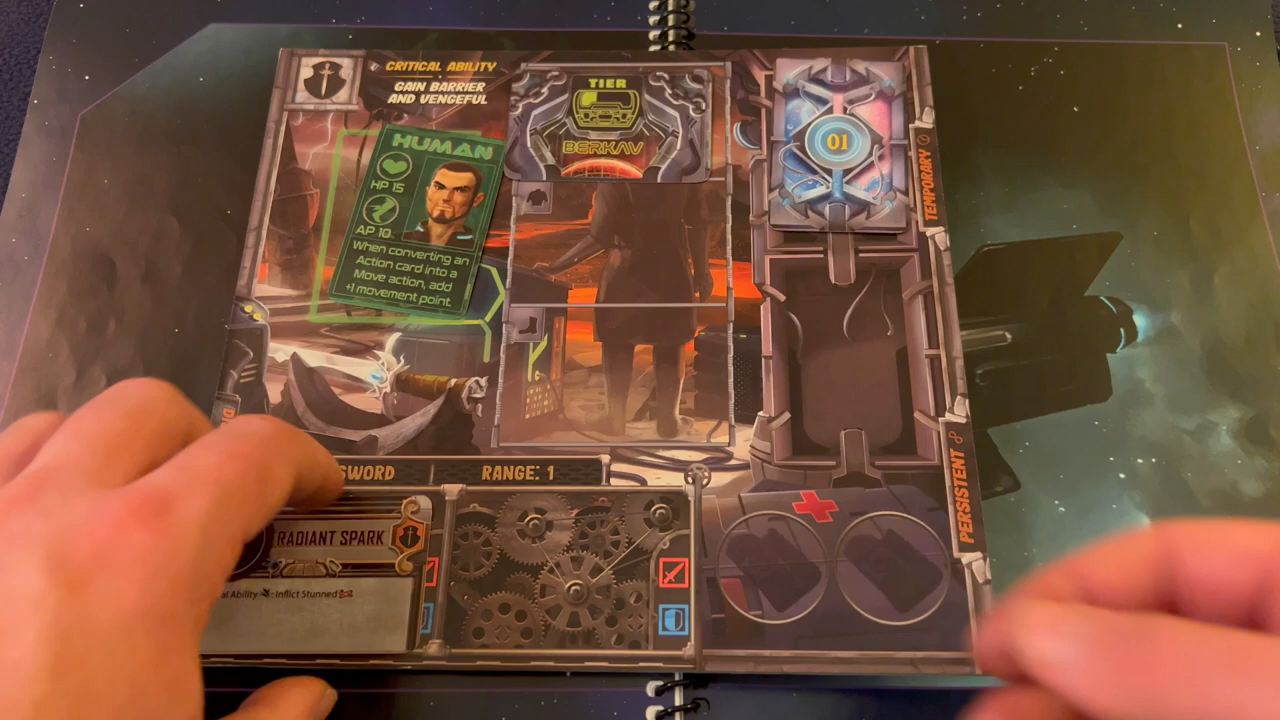 CRITICAL ABILITY
GAIN BARRIER
AND VENGEFUL
HUMAN
HP 15
AP 10
When converting an
Action card into a
Move action, add
+1 movement point.
TIER
BERKAV
01
TEMPORARY
PERSISTENT
SWORD
RANGE: 1
RADIANT SPARK
Ability : Inflict Stunned